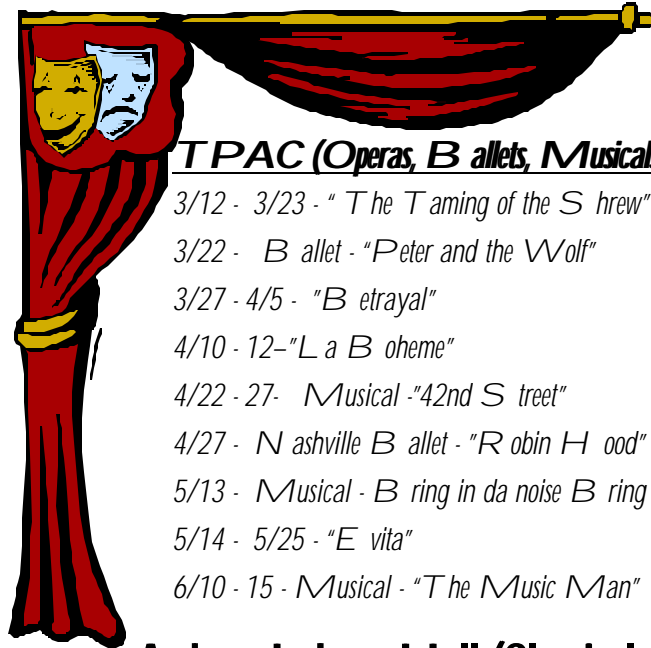 TPAC (Operas, Ballets, Musical
3/12 - 3/23 - “ The Taming of the Shrew”
3/22 - Ballet - “Peter and the Wolf”
3/27 - 4/5 - ”Betrayal”
4/10 - 12–”La Boheme”
4/22 - 27- Musical -”42nd Street”
4/27 - Nashville Ballet - ”Robin Hood”
5/13 - Musical - Bring in da noise Bring
5/14 - 5/25 - “Evita”
6/10 - 15 - Musical - “The Music Man”